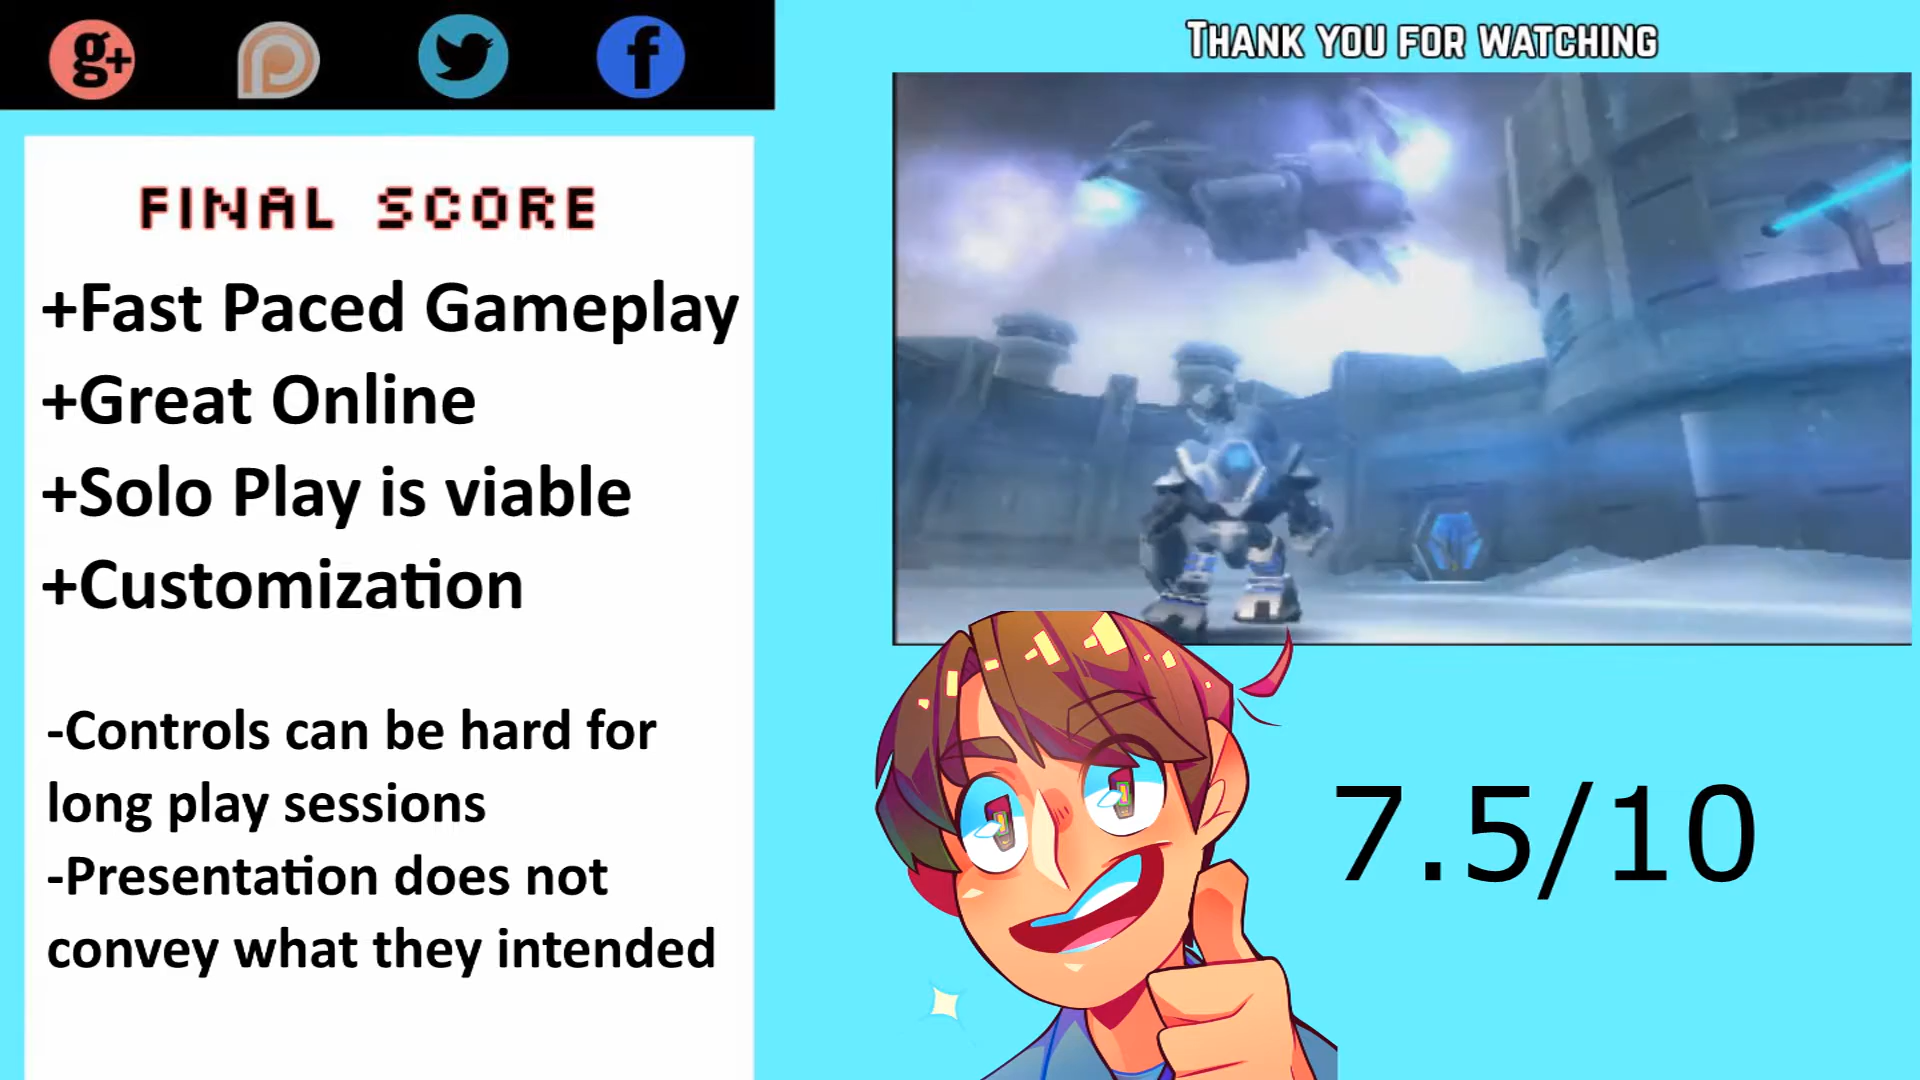 g+
f
THANK YOU FOR WATCHING
FINAL SCORE
+Fast Paced Gameplay
+Great Online
+Solo Play is viable
+Customization
-Controls can be hard for
long play sessions
-Presentation does not
convey what they intended
7.5/10